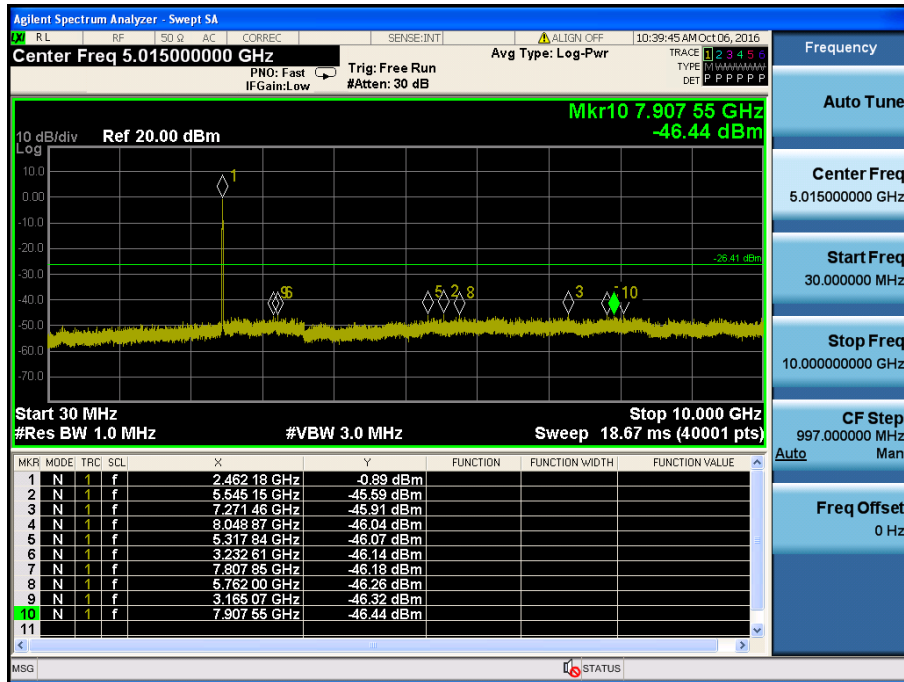 Agilent Spectrum Analyzer - Swept SA
LXI RL RF 50 Ω AC CORREC SENSE:INT ALIGN OFF 10:39:45 AM Oct 06, 2016
Center Freq 5.015000000 GHz
PNO: Fast
IFGain:Low
Trig: Free Run
#Atten: 30 dB
Avg Type: Log-Pwr
TRACE 1 2 3 4 5 6
TYPE MWWWWW
DET P P P P P P
Mkr10 7.907 55 GHz
-46.44 dBm
10 dB/div Ref 20.00 dBm
Log
10.0
0.00
-10.0
-20.0
-30.0
-40.0
-50.0
-60.0
-70.0
-26.41 dBm
1
9 6 5 2 8 3 10
Start 30 MHz Stop 10.000 GHz
#Res BW 1.0 MHz #VBW 3.0 MHz Sweep 18.67 ms (40001 pts)
MKR MODE TRC SCL X Y FUNCTION FUNCTION WIDTH FUNCTION VALUE
1 N 1 f 2.462 18 GHz -0.89 dBm
2 N 1 f 5.545 15 GHz -45.59 dBm
3 N 1 f 7.271 46 GHz -45.91 dBm
4 N 1 f 8.048 87 GHz -46.04 dBm
5 N 1 f 5.317 84 GHz -46.07 dBm
6 N 1 f 3.232 61 GHz -46.14 dBm
7 N 1 f 7.807 85 GHz -46.18 dBm
8 N 1 f 5.762 00 GHz -46.26 dBm
9 N 1 f 3.165 07 GHz -46.32 dBm
10 N 1 f 7.907 55 GHz -46.44 dBm
11
MSG STATUS
Frequency
Auto Tune
Center Freq
5.015000000 GHz
Start Freq
30.000000 MHz
Stop Freq
10.000000000 GHz
CF Step
997.000000 MHz
Auto Man
Freq Offset
0 Hz